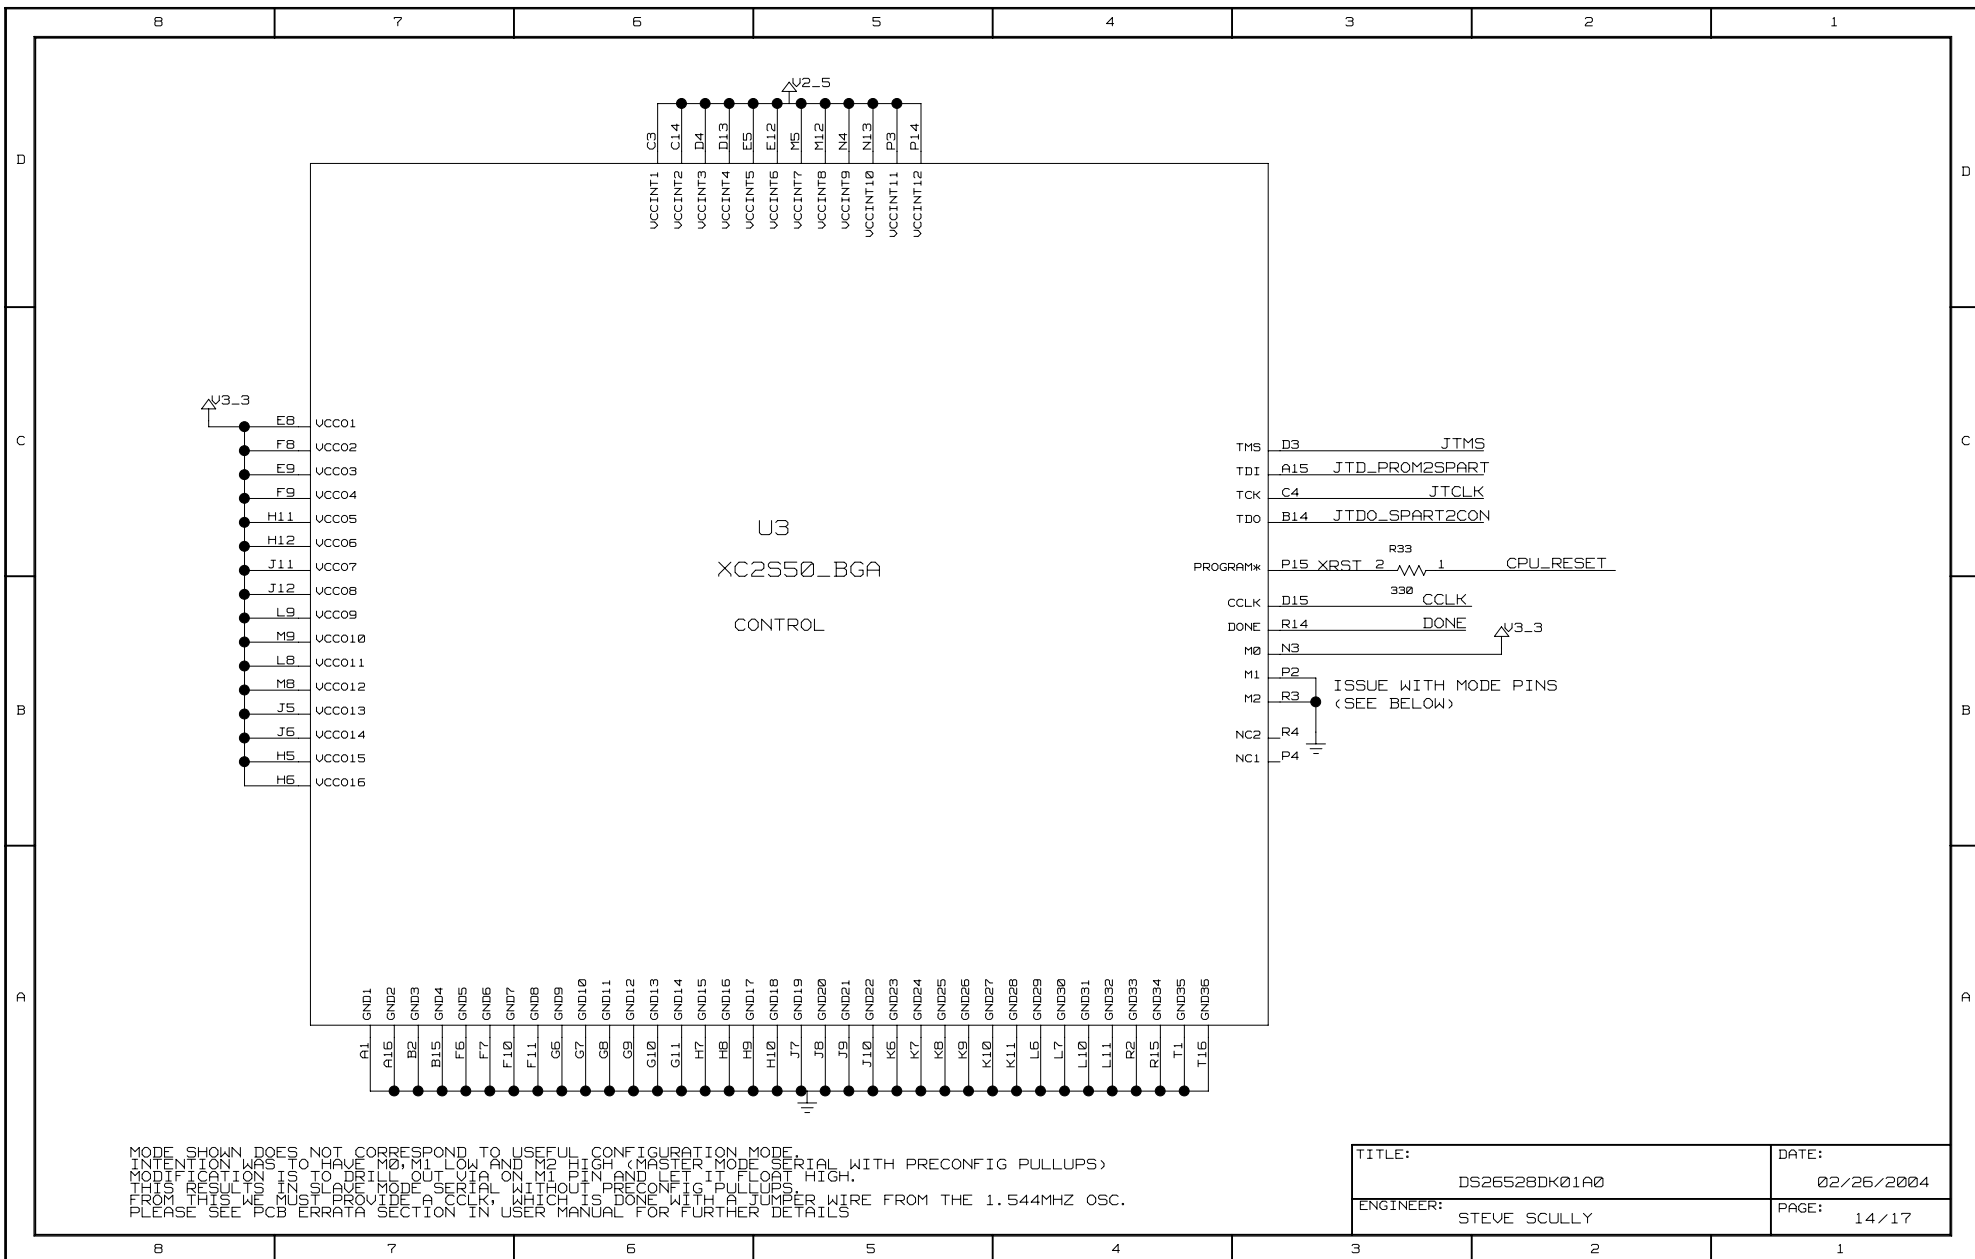 8 7 6 5 4 3 2 1
V2_5
C3 C14 D4 D13 E5 E12 M5 M12 N4 N13 P3 P14
VCCINT1 VCCINT2 VCCINT3 VCCINT4 VCCINT5 VCCINT6 VCCINT7 VCCINT8 VCCINT9 VCCINT10 VCCINT11 VCCINT12
D D
V3_3
E8 VCCO1
F8 VCCO2
E9 VCCO3
F9 VCCO4
H11 VCCO5
H12 VCCO6
J11 VCCO7
J12 VCCO8
L9 VCCO9
M9 VCCO10
L8 VCCO11
M8 VCCO12
J5 VCCO13
J6 VCCO14
H5 VCCO15
H6 VCCO16
C C
U3
XC2S50_BGA
CONTROL
TMS D3 JTMS
TDI A15 JTD_PROM2SPART
TCK C4 JTCLK
TDO B14 JTDO_SPART2CON
R33
PROGRAM* P15 XRST 2 1 CPU_RESET
330
CCLK D15 CCLK
DONE R14 DONE
V3_3
M0 N3
M1 P2
M2 R3
ISSUE WITH MODE PINS
(SEE BELOW)
NC2 R4
NC1 P4
B B
A A
GND1 GND2 GND3 GND4 GND5 GND6 GND7 GND8 GND9 GND10 GND11 GND12 GND13 GND14 GND15 GND16 GND17 GND18 GND19 GND20 GND21 GND22 GND23 GND24 GND25 GND26 GND27 GND28 GND29 GND30 GND31 GND32 GND33 GND34 GND35 GND36
A1 A16 B2 B15 F6 F7 F10 F11 G6 G7 G8 G9 G10 G11 H7 H8 H9 H10 J7 J8 J9 J10 K6 K7 K8 K9 K10 K11 L6 L7 L10 L11 R2 R15 T1 T16
MODE SHOWN DOES NOT CORRESPOND TO USEFUL CONFIGURATION MODE.
INTENTION WAS TO HAVE M0,M1 LOW AND M2 HIGH (MASTER MODE SERIAL WITH PRECONFIG PULLUPS)
MODIFICATION IS TO DRILL OUT VIA ON M1 PIN AND LET IT FLOAT HIGH.
THIS RESULTS IN SLAVE MODE SERIAL WITHOUT PRECONFIG PULLUPS.
FROM THIS WE MUST PROVIDE A CCLK, WHICH IS DONE WITH A JUMPER WIRE FROM THE 1.544MHZ OSC.
PLEASE SEE PCB ERRATA SECTION IN USER MANUAL FOR FURTHER DETAILS
TITLE:
DS26528DK01A0
DATE:
02/26/2004
ENGINEER:
STEVE SCULLY
PAGE:
14/17
8 7 6 5 4 3 2 1